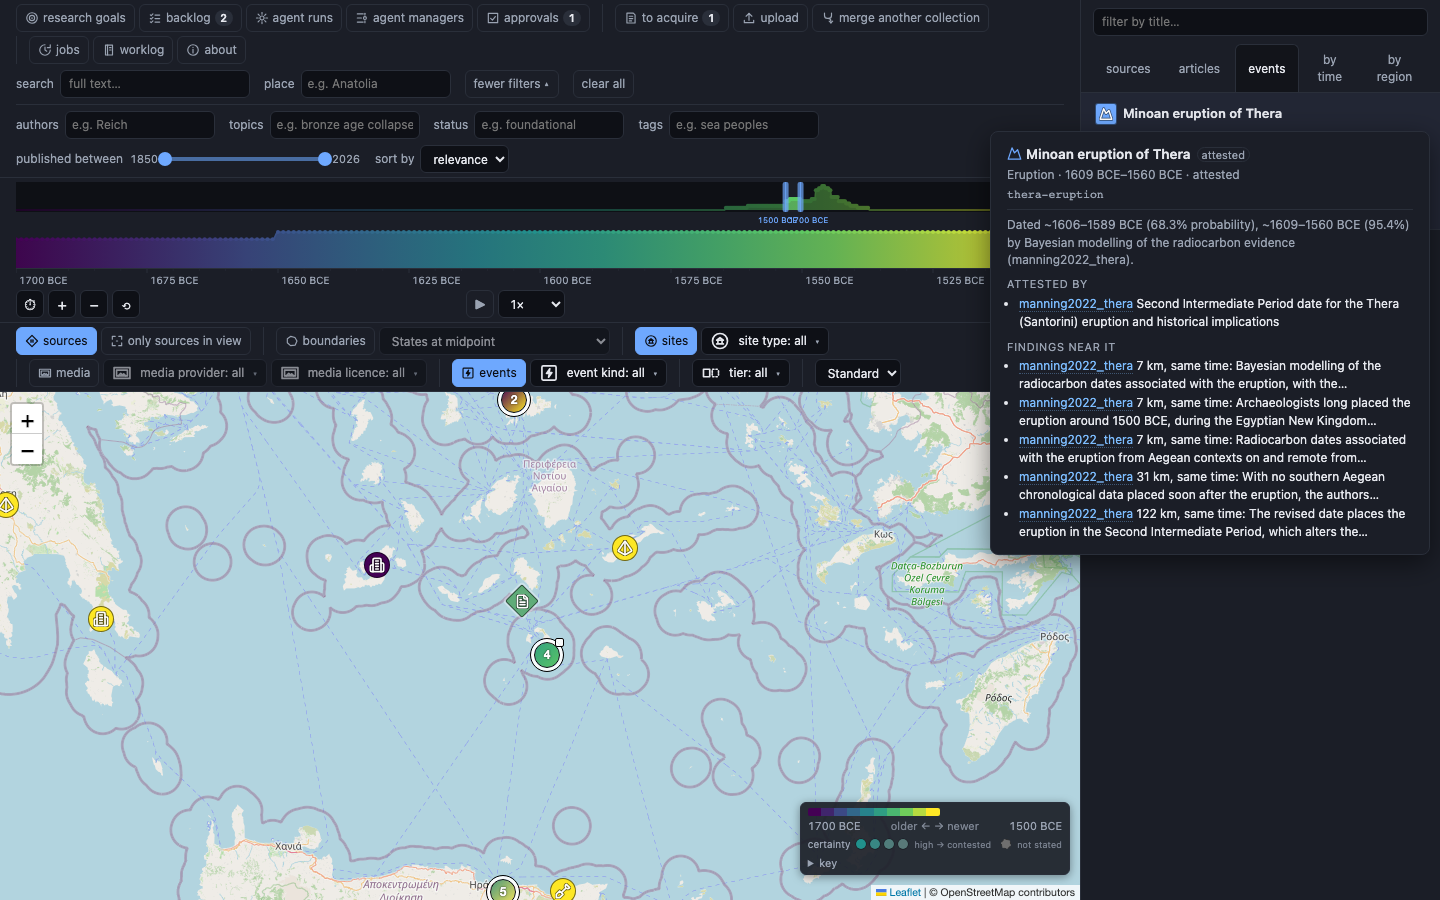 research goals
backlog 2
agent runs
agent managers
approvals 1
to acquire 1
upload
merge another collection
jobs
worklog
about
search full text...
place e.g. Anatolia
fewer filters
clear all
authors e.g. Reich
topics e.g. bronze age collapse
status e.g. foundational
tags e.g. sea peoples
published between 1850 2026
sort by relevance
1700 BCE 1675 BCE 1650 BCE 1625 BCE 1600 BCE 1575 BCE 1550 BCE 1525 BCE
1×
sources
only sources in view
boundaries
States at midpoint
sites
site type: all
media
media provider: all
media licence: all
events
event kind: all
tier: all
Standard
filter by title...
sources
articles
events
by time
by region
Minoan eruption of Thera
Minoan eruption of Thera attested
Eruption · 1609 BCE–1560 BCE · attested
thera-eruption
Dated ~1606–1589 BCE (68.3% probability), ~1609–1560 BCE (95.4%)
by Bayesian modelling of the radiocarbon evidence
(manning2022_thera).
ATTESTED BY
manning2022_thera Second Intermediate Period date for the Thera
(Santorini) eruption and historical implications
FINDINGS NEAR IT
manning2022_thera 7 km, same time: Bayesian modelling of the
radiocarbon dates associated with the eruption, with the...
manning2022_thera 7 km, same time: Archaeologists long placed the
eruption around 1500 BCE, during the Egyptian New Kingdom...
manning2022_thera 7 km, same time: Radiocarbon dates associated
with the eruption from Aegean contexts on and remote from...
manning2022_thera 31 km, same time: With no southern Aegean
chronological data placed soon after the eruption, the authors...
manning2022_thera 122 km, same time: The revised date places the
eruption in the Second Intermediate Period, which alters the...
+
−
2
Περιφέρεια
Νοτίου
Αιγαίου
Κως
Datça-Bozburun
Özel Çevre
Koruma
Bölgesi
4
Ρόδος
Ρόδος
Χανιά
Αποκεντρωμένη
Διοίκηση
5
1700 BCE older ← → newer 1500 BCE
certainty high → contested not stated
key
Leaflet | © OpenStreetMap contributors